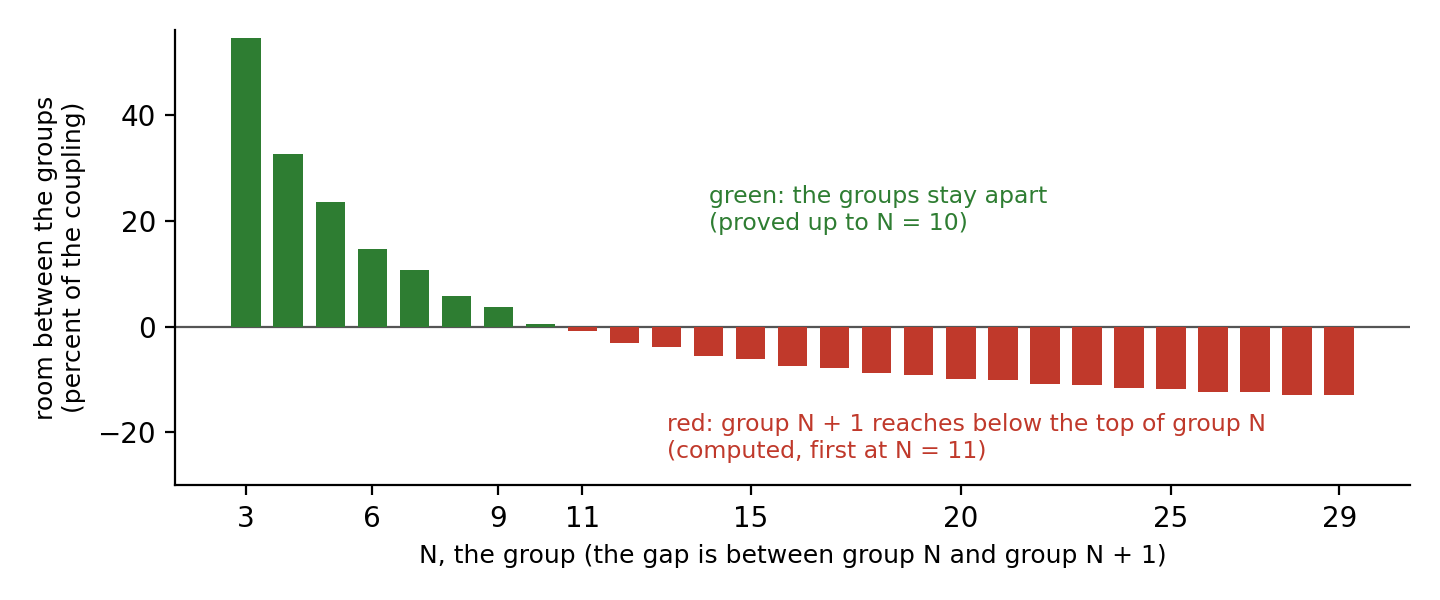 room between the groups
(percent of the coupling)
40
20
0
−20
green: the groups stay apart
(proved up to N = 10)
red: group N + 1 reaches below the top of group N
(computed, first at N = 11)
3 6 9 11 15 20 25 29
N, the group (the gap is between group N and group N + 1)